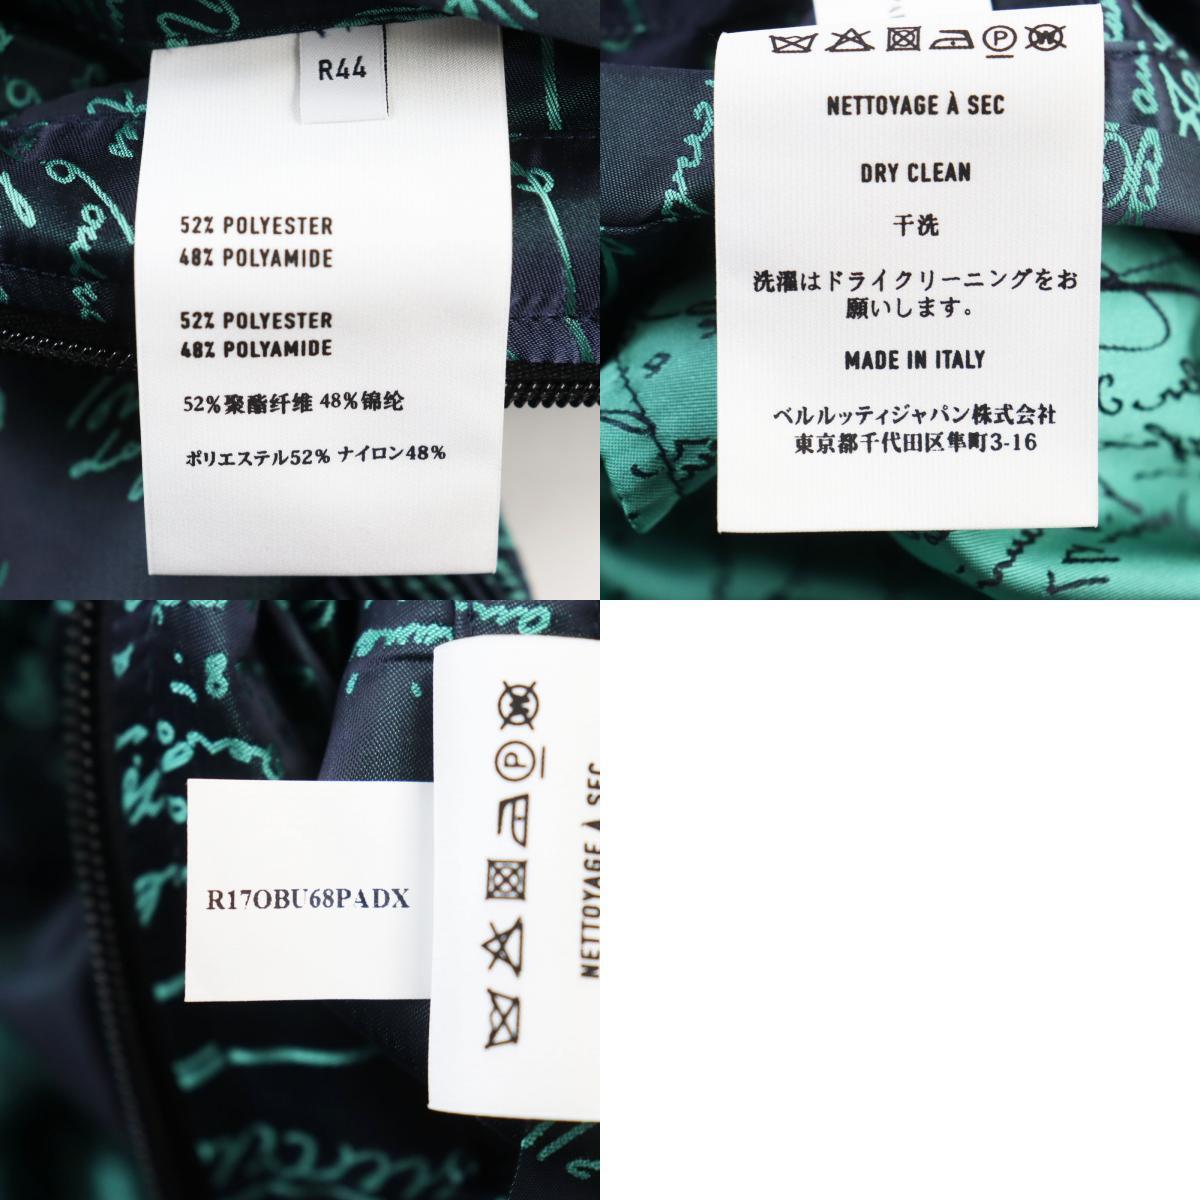 R44
52% POLYESTER
48% POLYAMIDE
52% POLYESTER
48% POLYAMIDE
52%聚酯纤维 48%锦纶
ポリエステル52% ナイロン48%
NETTOYAGE À SEC
DRY CLEAN
干洗
洗濯はドライクリーニングをお
願いします。
MADE IN ITALY
ベルルッティジャパン株式会社
東京都千代田区隼町3-16
R17OBU68PADX
NETTOYAGE À SEC